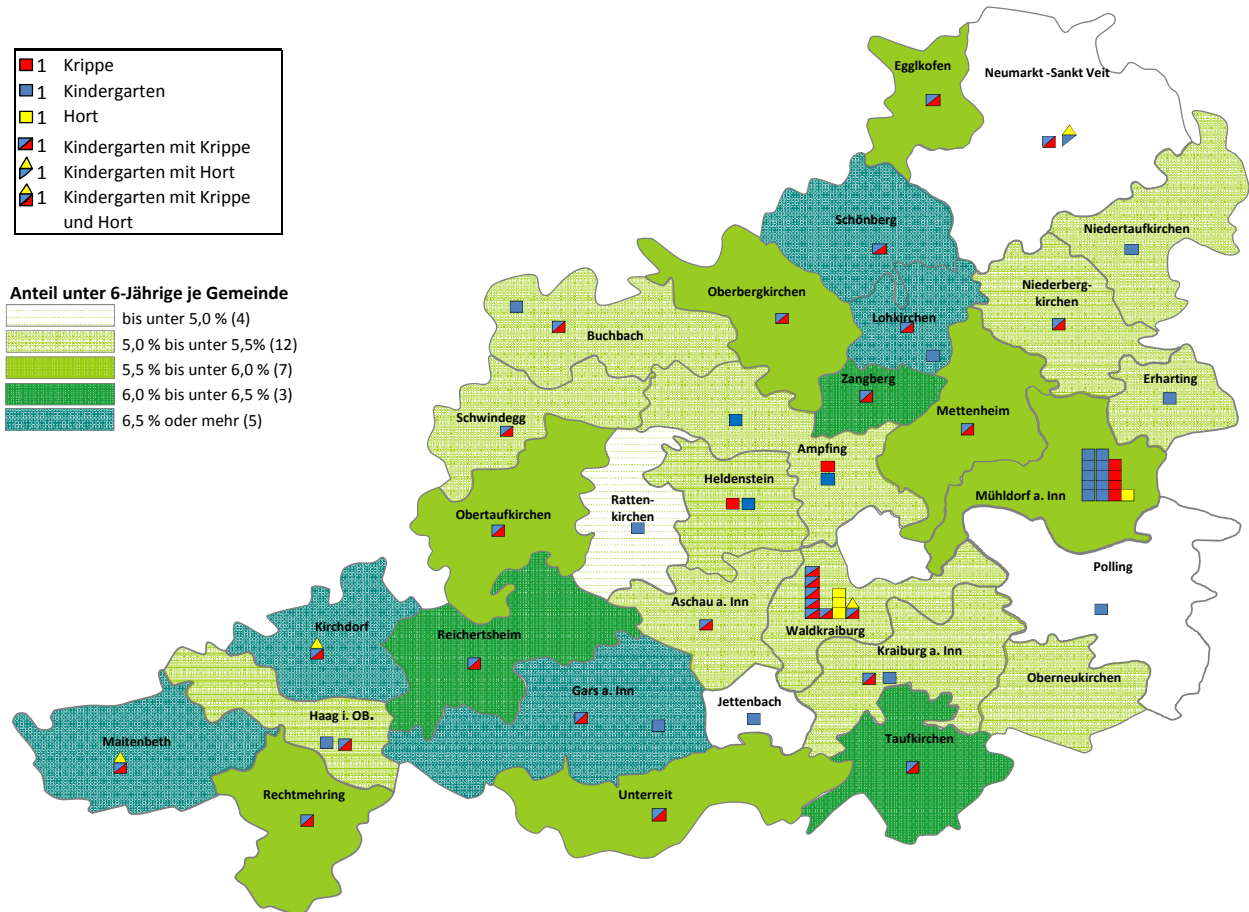 1 Krippe
1 Kindergarten
1 Hort
1 Kindergarten mit Krippe
1 Kindergarten mit Hort
1 Kindergarten mit Krippe
und Hort
Anteil unter 6-Jährige je Gemeinde
bis unter 5,0 % (4)
5,0 % bis unter 5,5% (12)
5,5 % bis unter 6,0 % (7)
6,0 % bis unter 6,5 % (3)
6,5 % oder mehr (5)
Egglkofen
Neumarkt -Sankt Veit
Schönberg
Niedertaufkirchen
Oberbergkirchen
Niederberg-
kirchen
Lohkirchen
Buchbach
Zangberg
Erharting
Schwindegg
Mettenheim
Ampfing
Heldenstein
Mühldorf a. Inn
Ratten-
kirchen
Obertaufkirchen
Polling
Aschau a. Inn
Kirchdorf
Reichertsheim
Waldkraiburg
Kraiburg a. Inn
Oberneukirchen
Gars a. Inn
Jettenbach
Haag i. OB.
Maitenbeth
Taufkirchen
Rechtmehring
Unterreit